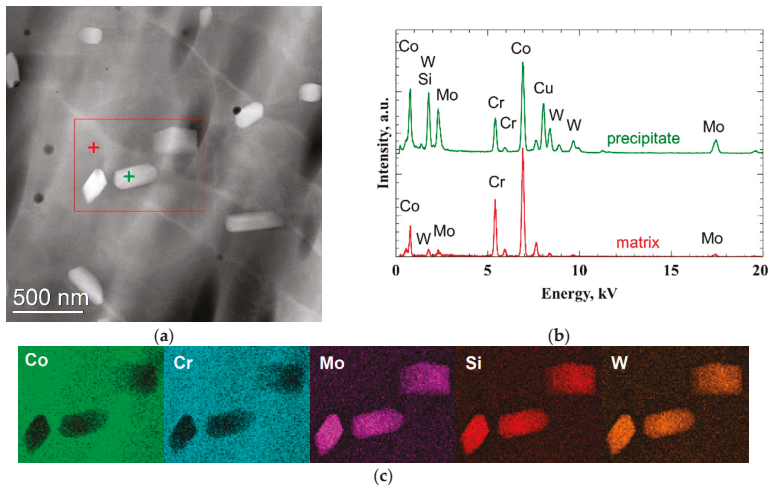 500 nm
(a)
Co
W
Si
Mo
Cr
Cr
Co
Cu
W
W
Mo
precipitate
Co
W
Mo
Cr
Mo
matrix
Intensity, a.u.
0 5 10 15 20
Energy, kV
(b)
Co Cr Mo Si W
(c)